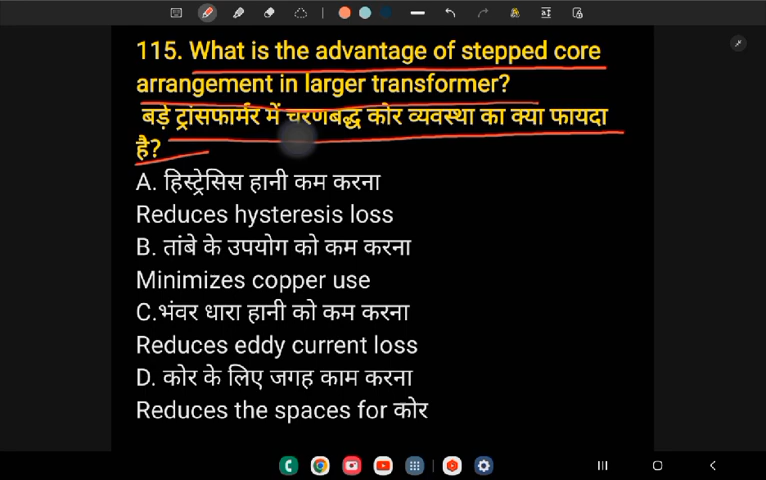 115. What is the advantage of stepped core
arrangement in larger transformer?
बड़े ट्रांसफार्मर में चरणबद्ध कोर व्यवस्था का क्या फायदा
है?
A. हिस्ट्रेसिस हानी कम करना
Reduces hysteresis loss
B. तांबे के उपयोग को कम करना
Minimizes copper use
C.भंवर धारा हानी को कम करना
Reduces eddy current loss
D. कोर के लिए जगह काम करना
Reduces the spaces for कोर